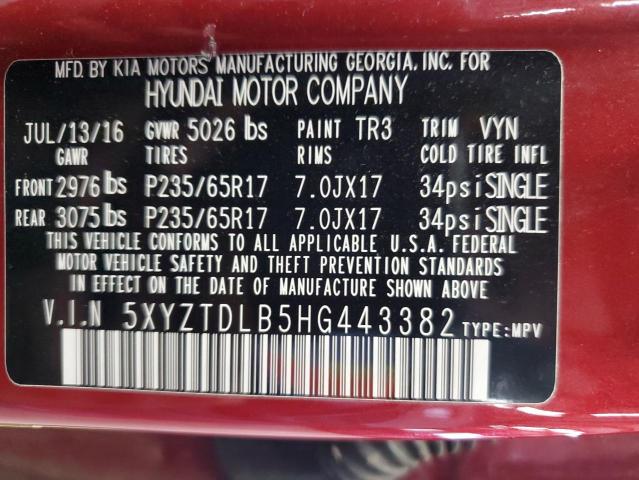 MFD. BY KIA MOTORS MANUFACTURING GEORGIA, INC. FOR
HYUNDAI MOTOR COMPANY
JUL/13/16 GVWR 5026 lbs PAINT TR3 TRIM VYN
GAWR TIRES RIMS COLD TIRE INFL
FRONT 2976 lbs P235/65R17 7.0JX17 34psi SINGLE
REAR 3075 lbs P235/65R17 7.0JX17 34psi SINGLE
THIS VEHICLE CONFORMS TO ALL APPLICABLE U.S.A. FEDERAL
MOTOR VEHICLE SAFETY AND THEFT PREVENTION STANDARDS
IN EFFECT ON THE DATE OF MANUFACTURE SHOWN ABOVE.
V.I.N 5XYZTDLB5HG443382 TYPE:MPV